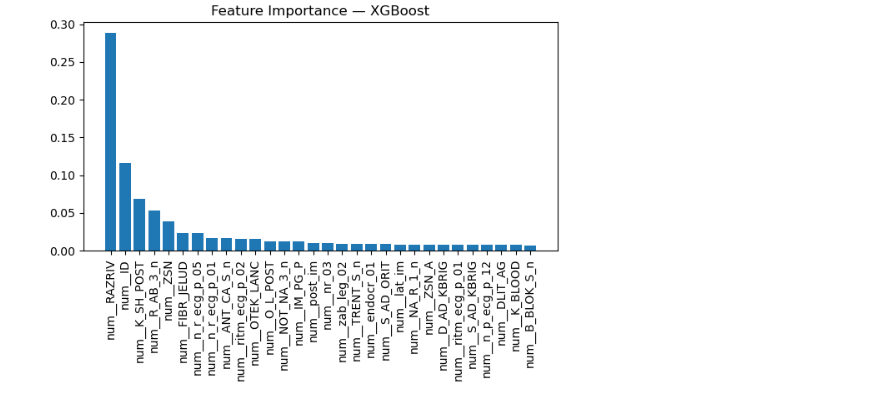 Feature Importance — XGBoost
0.30
0.25
0.20
0.15
0.10
0.05
0.00
num__RAZRIV
num__ID
num__K_SH_POST
num__R_AB_3_n
num__ZSN
num__FIBR_JELUD
num__n_r_ecg_p_05
num__n_r_ecg_p_01
num__ANT_CA_S_n
num__ritm_ecg_p_02
num__OTEK_LANC
num__O_L_POST
num__NOT_NA_3_n
num__IM_PG_P
num__post_im
num__nr_03
num__zab_leg_02
num__TRENT_S_n
num__endocr_01
num__S_AD_ORIT
num__lat_im
num__NA_R_1_n
num__ZSN_A
num__D_AD_KBRIG
num__ritm_ecg_p_01
num__S_AD_KBRIG
num__n_p_ecg_p_12
num__DLIT_AG
num__K_BLOOD
num__B_BLOK_S_n